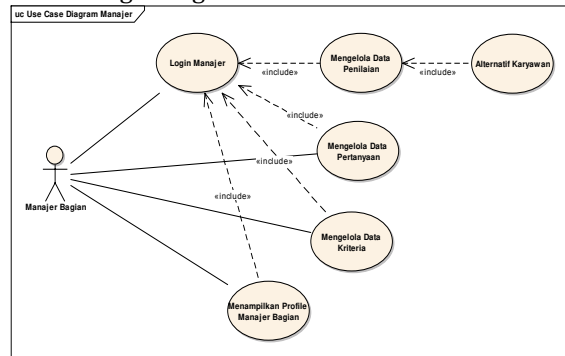 uc Use Case Diagram Manajer
Login Manajer
Mengelola Data
Penilaian
Alternatif Karyawan
«include»
«include»
«include»
Mengelola Data
Pertanyaan
«include»
Manajer Bagian
«include»
Mengelola Data
Kriteria
Menampilkan Profile
Manajer Bagian